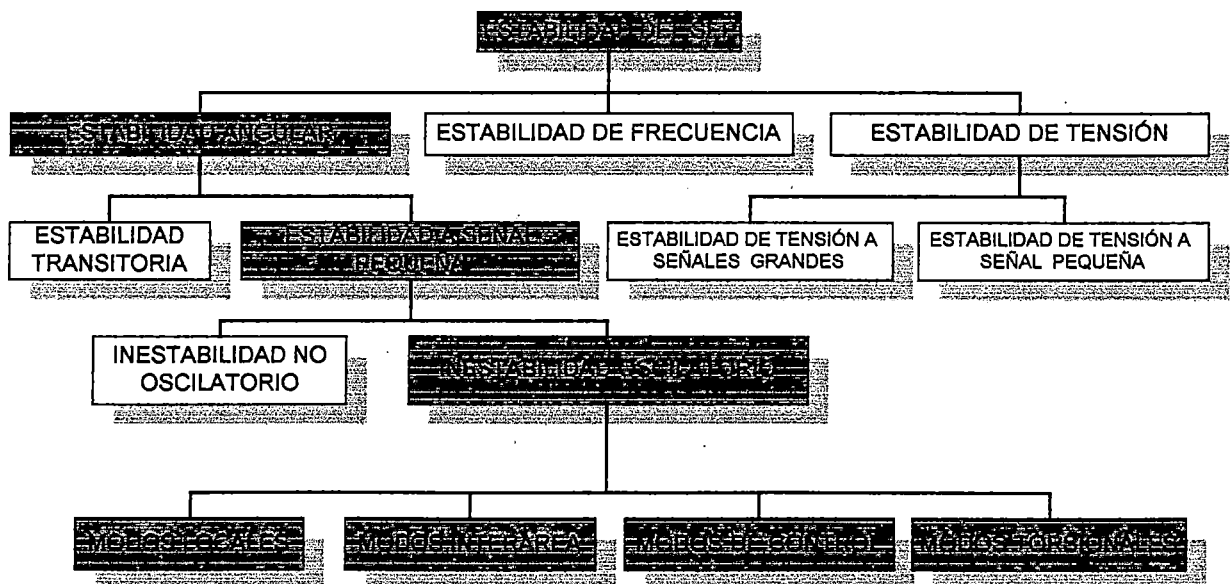 ESTABILIDAD DEL SEP
ESTABILIDAD ANGULAR
ESTABILIDAD DE FRECUENCIA
ESTABILIDAD DE TENSIÓN
ESTABILIDAD
TRANSITORIA
ESTABILIDAD A SEÑAL
PEQUEÑA
ESTABILIDAD DE TENSIÓN A
SEÑALES GRANDES
ESTABILIDAD DE TENSIÓN A
SEÑAL PEQUEÑA
INESTABILIDAD NO
OSCILATORIO
INESTABILIDAD OSCILATORIO
MODOS LOCALES
MODOS INTERÁREA
MODOS DE CONTROL
MODOS TORSIONALES